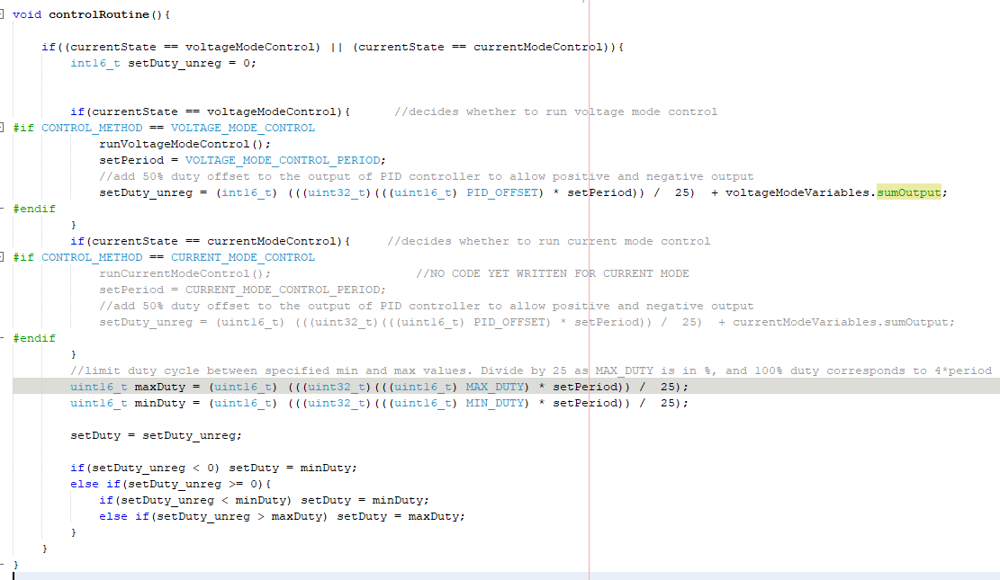 void controlRoutine(){
if((currentState == voltageModeControl) || (currentState == currentModeControl)){
int16_t setDuty_unreg = 0;
if(currentState == voltageModeControl){ //decides whether to run voltage mode control
#if CONTROL_METHOD == VOLTAGE_MODE_CONTROL
runVoltageModeControl();
setPeriod = VOLTAGE_MODE_CONTROL_PERIOD;
//add 50% duty offset to the output of PID controller to allow positive and negative output
setDuty_unreg = (int16_t) (((uint32_t)(((uint16_t) PID_OFFSET) * setPeriod)) / 25) + voltageModeVariables.sumOutput;
#endif
}
if(currentState == currentModeControl){ //decides whether to run current mode control
#if CONTROL_METHOD == CURRENT_MODE_CONTROL
runCurrentModeControl(); //NO CODE YET WRITTEN FOR CURRENT MODE
setPeriod = CURRENT_MODE_CONTROL_PERIOD;
//add 50% duty offset to the output of PID controller to allow positive and negative output
setDuty_unreg = (uint16_t) (((uint32_t)(((uint16_t) PID_OFFSET) * setPeriod)) / 25) + currentModeVariables.sumOutput;
#endif
}
//limit duty cycle between specified min and max values. Divide by 25 as MAX_DUTY is in %, and 100% duty corresponds to 4*period
uint16_t maxDuty = (uint16_t) (((uint32_t)(((uint16_t) MAX_DUTY) * setPeriod)) / 25);
uint16_t minDuty = (uint16_t) (((uint32_t)(((uint16_t) MIN_DUTY) * setPeriod)) / 25);
setDuty = setDuty_unreg;
if(setDuty_unreg < 0) setDuty = minDuty;
else if(setDuty_unreg >= 0){
if(setDuty_unreg < minDuty) setDuty = minDuty;
else if(setDuty_unreg > maxDuty) setDuty = maxDuty;
}
}
}